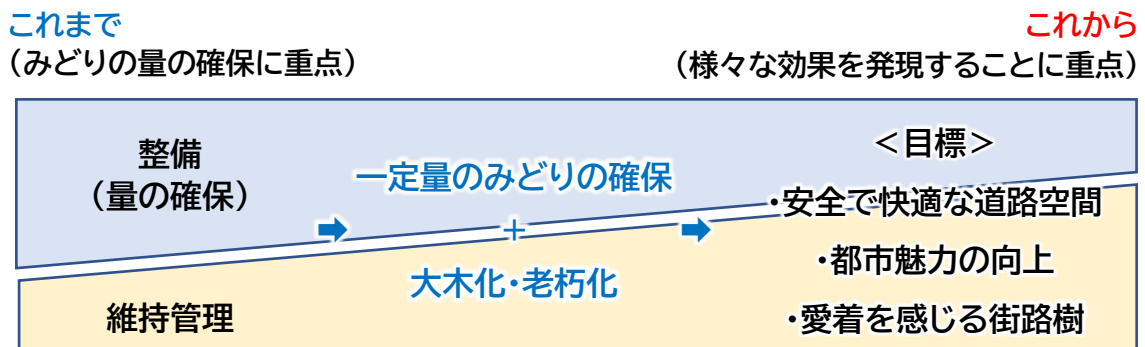 これまで
(みどりの量の確保に重点)
これから
(様々な効果を発現することに重点)
整備
(量の確保)
維持管理
➡
一定量のみどりの確保
+
大木化・老朽化
➡
<目標>
・安全で快適な道路空間
・都市魅力の向上
・愛着を感じる街路樹